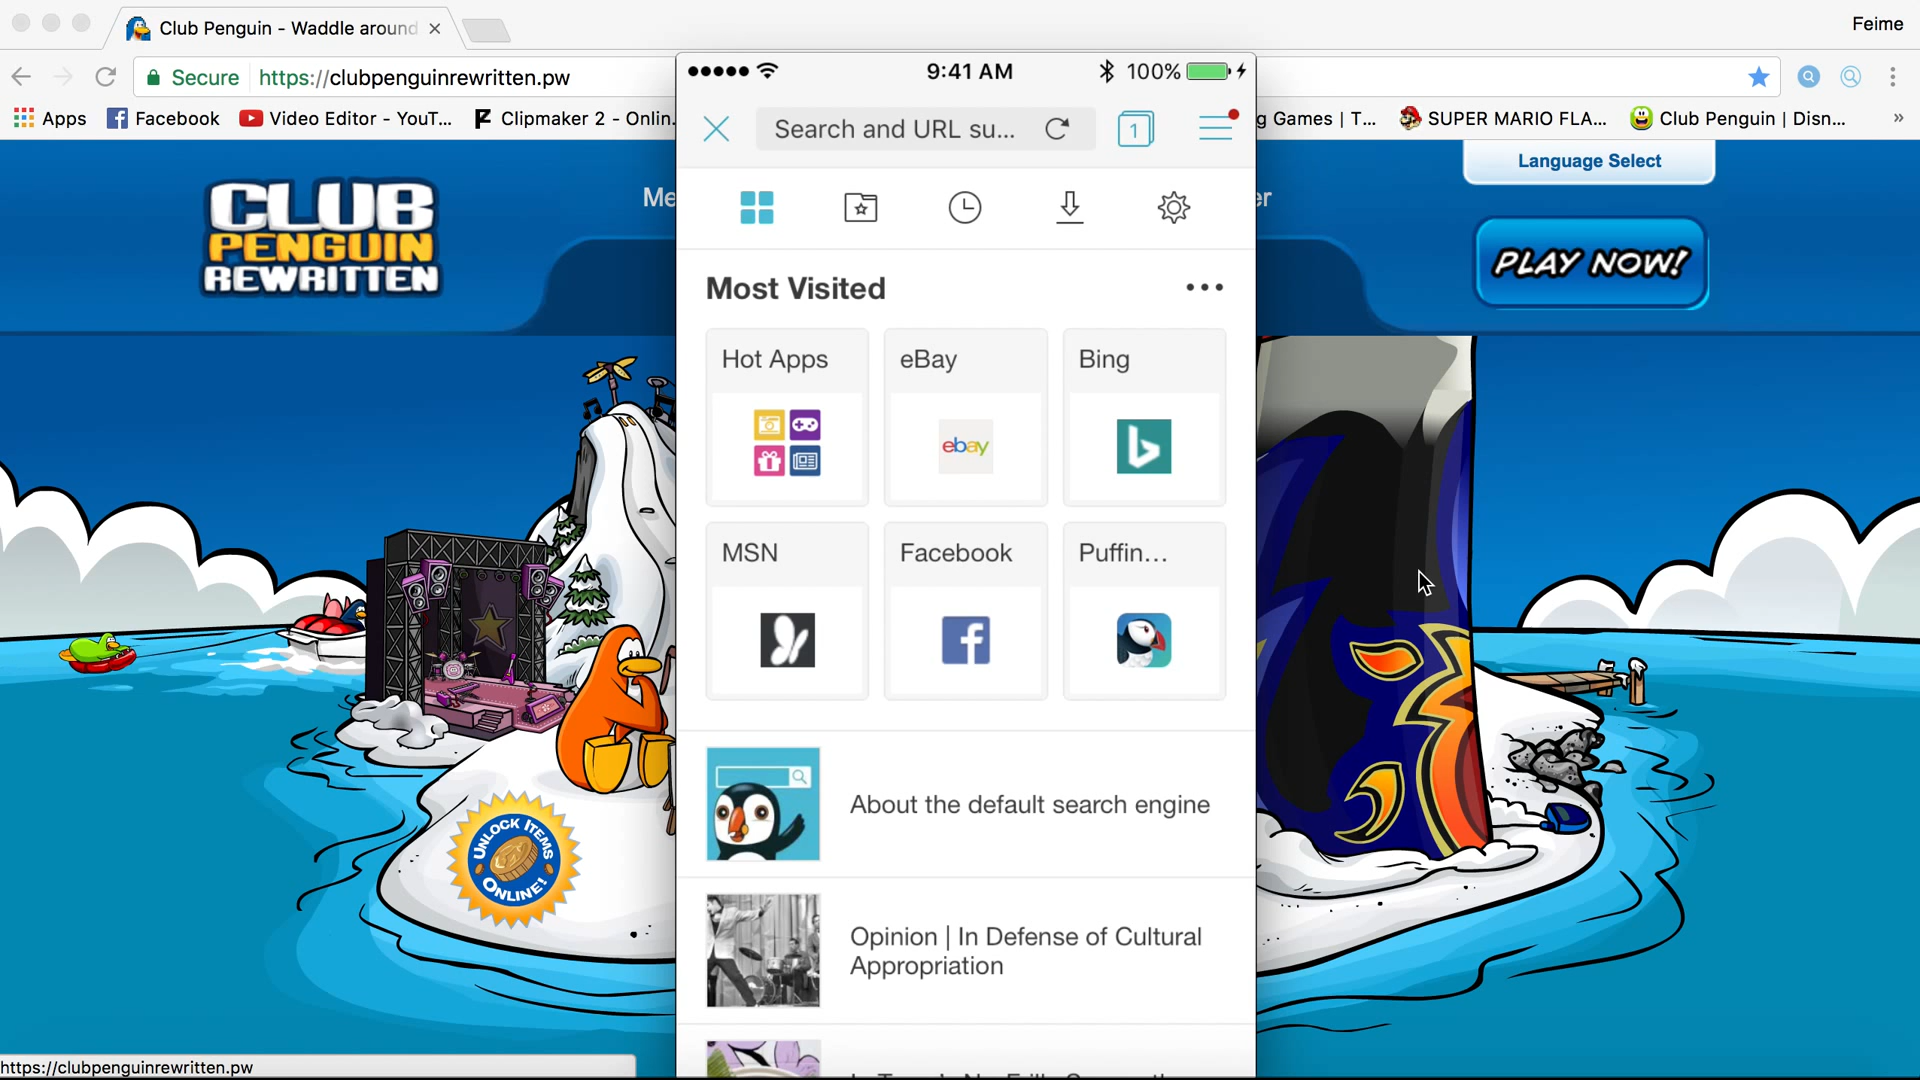 Club Penguin - Waddle around
Feime
Secure https://clubpenguinrewritten.pw
Apps Facebook Video Editor - YouT... Clipmaker 2 - Onlin.
g Games | T... SUPER MARIO FLA... Club Penguin | Disn... »
9:41 AM 100%
Search and URL su... 1
Language Select
CLUB
PENGUIN
REWRITTEN
Me
er
PLAY NOW!
Most Visited
Hot Apps eBay Bing
ebay
MSN Facebook Puffin...
About the default search engine
UNLOCK ITEMS
ONLINE!
Opinion | In Defense of Cultural
Appropriation
https://clubpenguinrewritten.pw